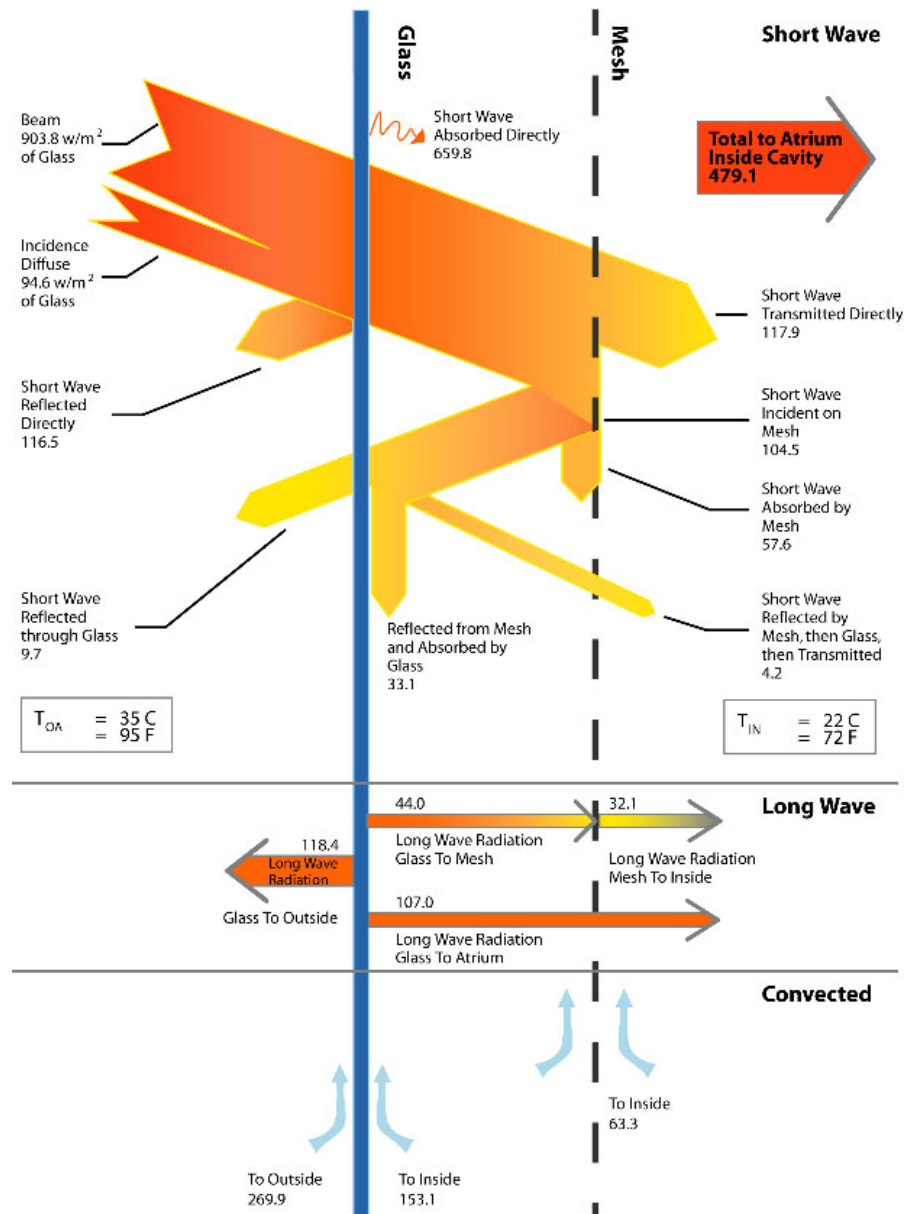 Glass
Mesh
Short Wave
Beam
903.8 w/m²
of Glass
Short Wave
Absorbed Directly
659.8
Total to Atrium
Inside Cavity
479.1
Incidence
Diffuse
94.6 w/m²
of Glass
Short Wave
Transmitted Directly
117.9
Short Wave
Reflected
Directly
116.5
Short Wave
Incident on
Mesh
104.5
Short Wave
Absorbed by
Mesh
57.6
Short Wave
Reflected
through Glass
9.7
Reflected from Mesh
and Absorbed by
Glass
33.1
Short Wave
Reflected by
Mesh, then Glass,
then Transmitted
4.2
T_OA = 35 C
= 95 F
T_IN = 22 C
= 72 F
Long Wave
44.0
32.1
Long Wave Radiation
Glass To Mesh
Long Wave Radiation
Mesh To Inside
118.4
Long Wave
Radiation
Glass To Outside
107.0
Long Wave Radiation
Glass To Atrium
Convected
To Inside
63.3
To Outside
269.9
To Inside
153.1